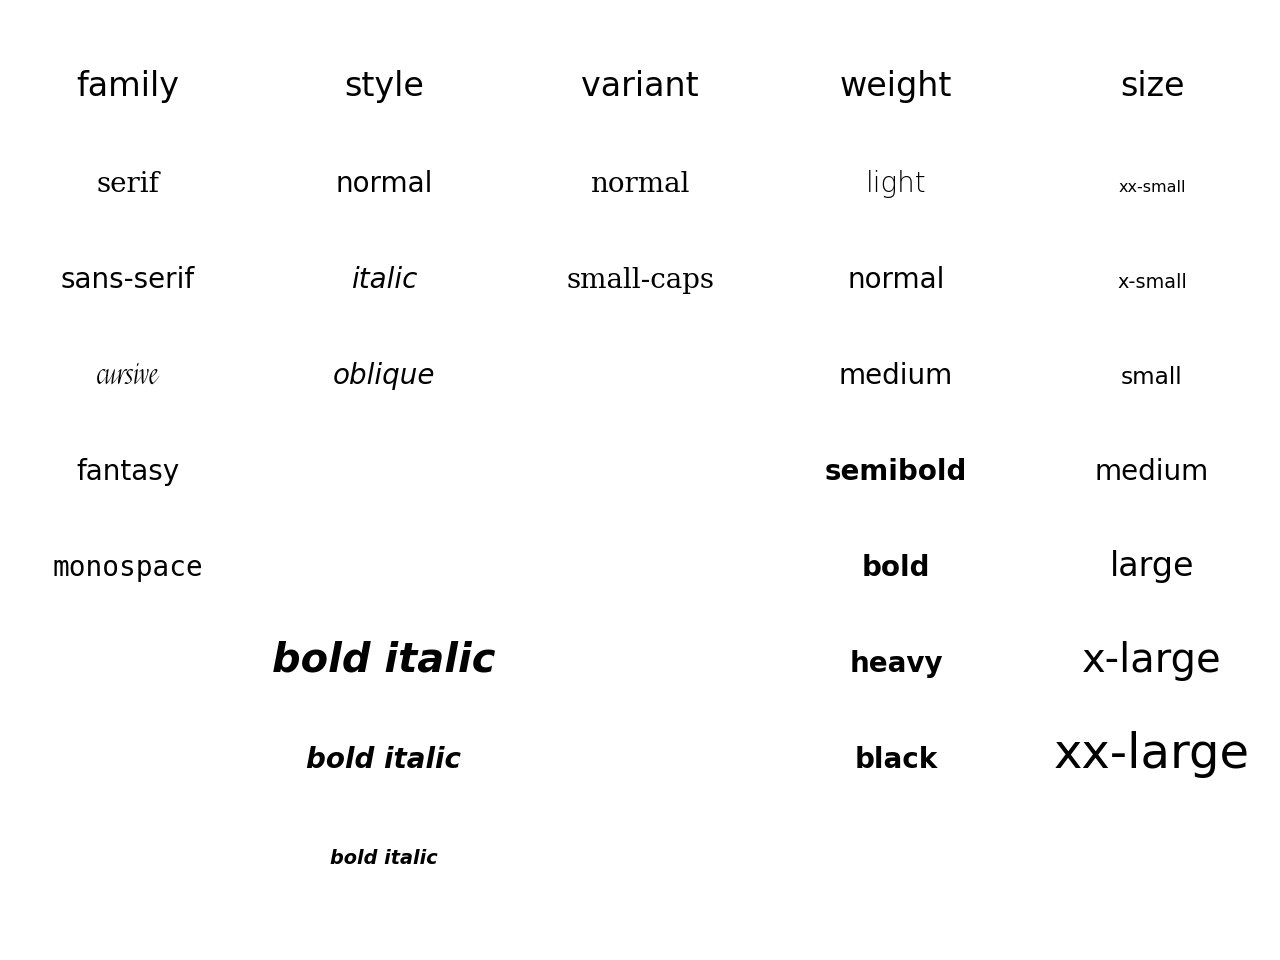 family style variant weight size
serif normal normal light xx-small
sans-serif italic small-caps normal x-small
cursive oblique medium small
fantasy semibold medium
monospace bold large
bold italic heavy x-large
bold italic black xx-large
bold italic